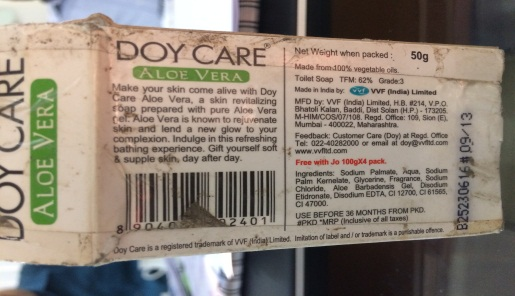 DOY CARE
ALOE VERA
DOY CARE®
ALOE VERA
Make your skin come alive with Doy
Care Aloe Vera, a skin revitalizing
soap prepared with pure Aloe Vera
gel. Aloe Vera is known to rejuvenate
skin and lend a new glow to your
complexion. Indulge in this refreshing
bathing experience. Gift yourself soft
& supple skin, day after day.
2401
Net Weight when packed : 50g
Made from 100% vegetable oils.
Toilet Soap TFM: 62% Grade:3
Made in India by: VVF VVF (India) Limited
MFD by: VVF (India) Limited, H.B. #214, V.P.O.
Bhatoli Kalan, Baddi, Dist Solan (H.P.) - 173205.
M-HIM/COS/07/108. Regd. Office: 109, Sion (E),
Mumbai - 400022, Maharashtra.
Feedback: Customer Care (Doy) at Regd. Office
Tel: 022-40282000 or email at doy@vvfltd.com
www.vvfltd.com
Free with Jo 100gX4 pack.
Ingredients: Sodium Palmate, Aqua, Sodium
Palm Kernelate, Glycerine, Fragrance, Sodium
Chloride, Aloe Barbadensis Gel, Disodium
Etidronate, Disodium EDTA, CI 12700, CI 61565,
CI 47000.
USE BEFORE 36 MONTHS FROM PKD.
#PKD *MRP (Inclusive of all taxes)
Doy Care is a registered trademark of VVF (India) Limited. Imitation of label and / or trademark is a punishable offence.
09/13